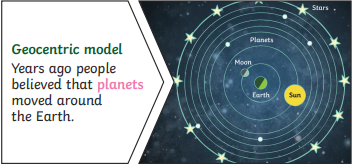 Geocentric model
Years ago people
believed that planets
moved around
the Earth.
Stars
Planets
Moon
Earth
Sun